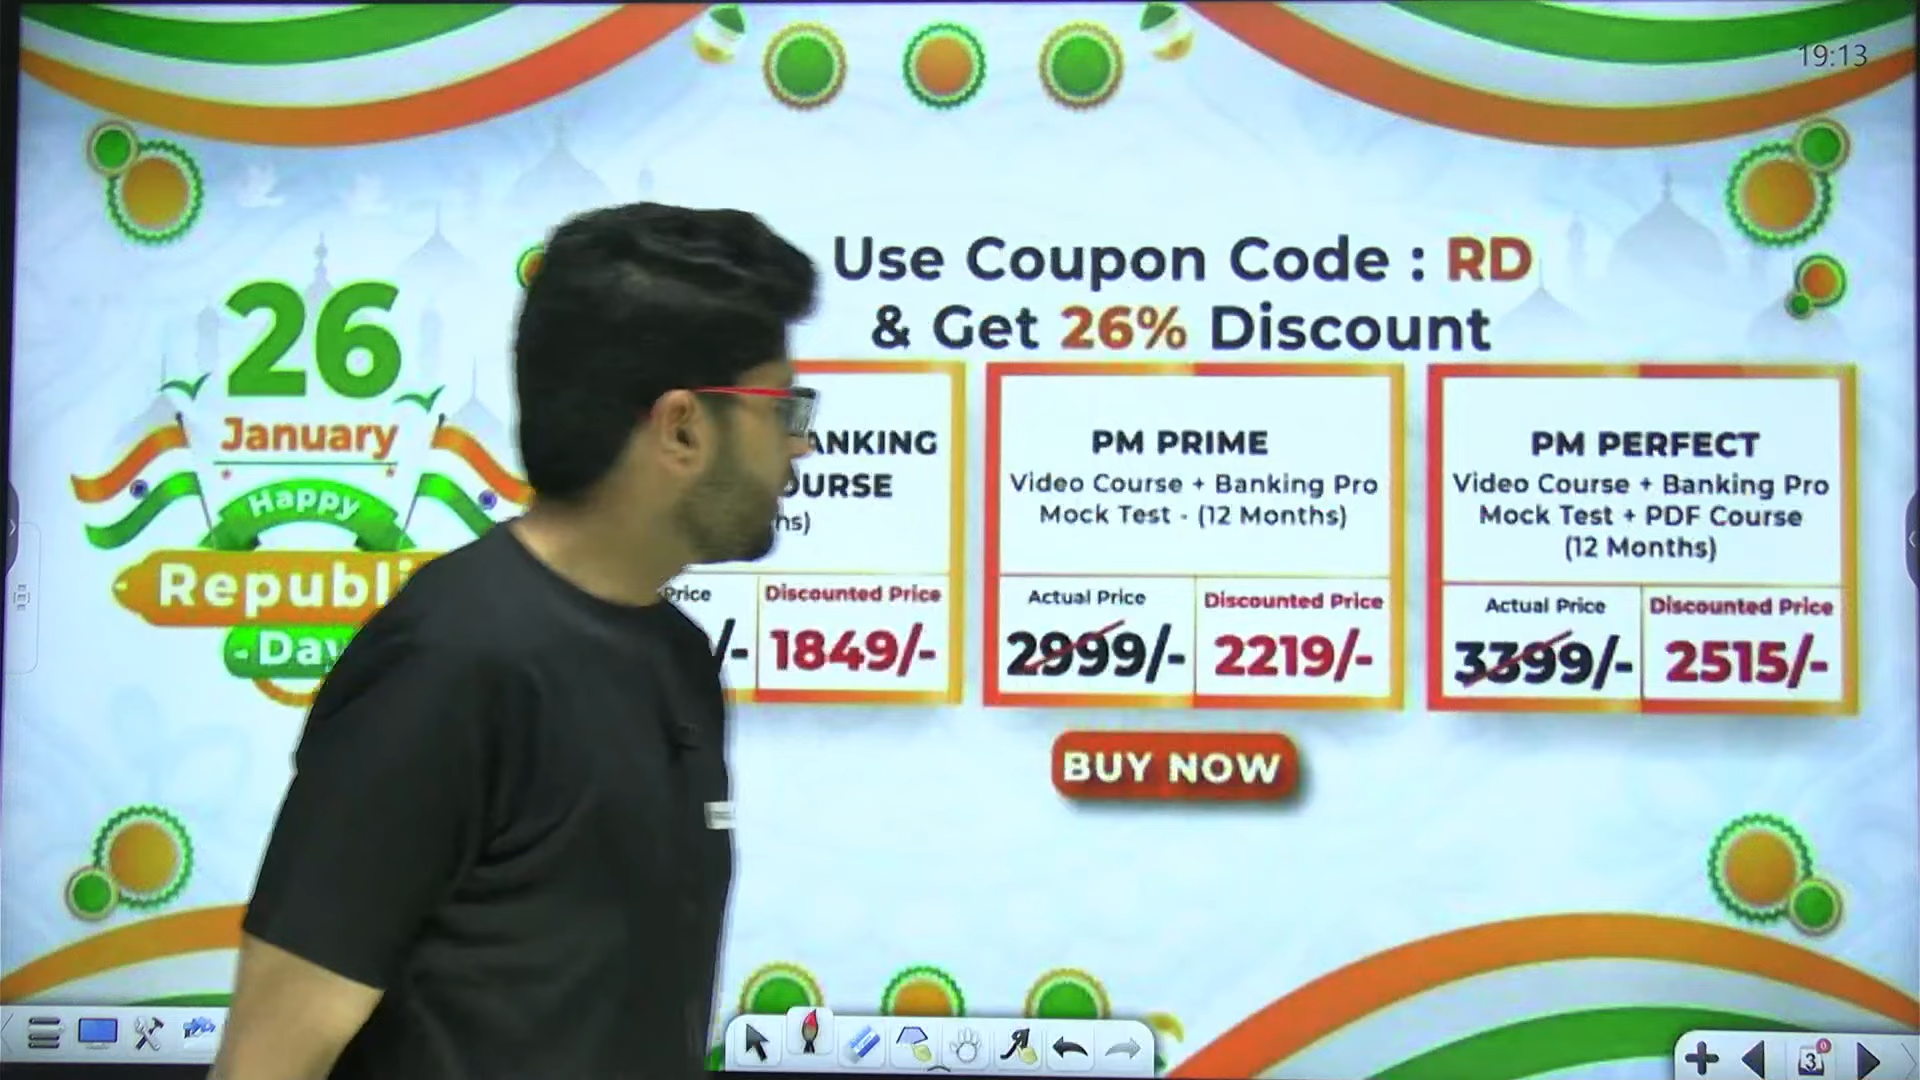 19:13
Use Coupon Code : RD
& Get 26% Discount
26
January
Happy
PM PRIME
Video Course + Banking Pro
Mock Test - (12 Months)
Actual Price
Discounted Price
2999/-
2219/-
PM PERFECT
Video Course + Banking Pro
Mock Test + PDF Course
(12 Months)
Actual Price
Discounted Price
3399/-
2515/-
Price
Discounted Price
/-
1849/-
BUY NOW
3